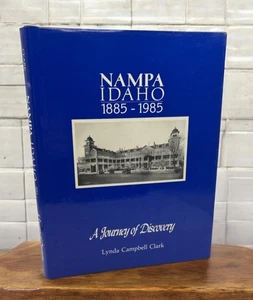 NAMPA
IDAHO
1885-1985
A Journey of Discovery
Lynda Campbell Clark